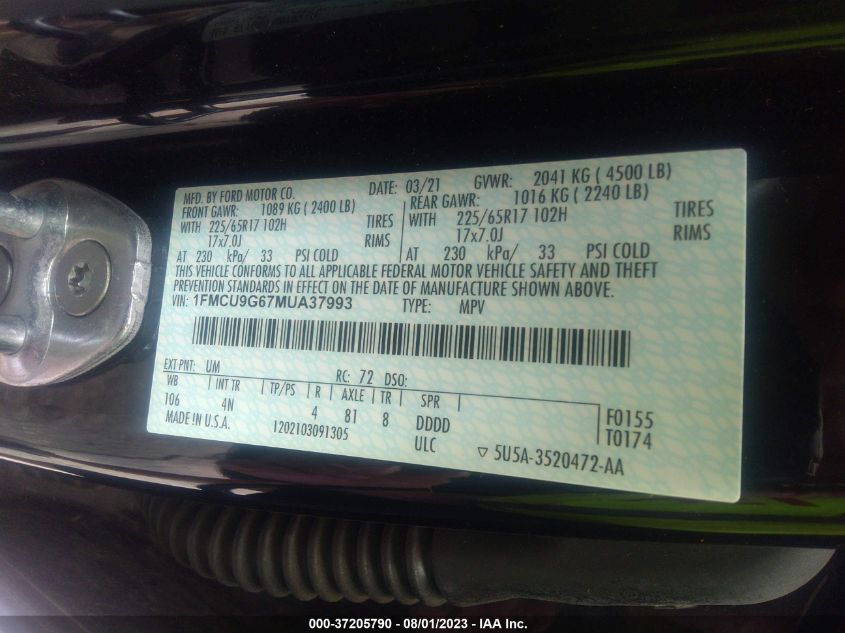 MFD. BY FORD MOTOR CO. DATE: 03/21 GVWR: 2041 KG ( 4500 LB)
FRONT GAWR: 1089 KG ( 2400 LB) REAR GAWR: 1016 KG ( 2240 LB)
WITH 225/65R17 102H TIRES WITH 225/65R17 102H TIRES
17x7.0J RIMS 17x7.0J RIMS
AT 230 kPa/ 33 PSI COLD AT 230 kPa/ 33 PSI COLD
THIS VEHICLE CONFORMS TO ALL APPLICABLE FEDERAL MOTOR VEHICLE SAFETY AND THEFT
PREVENTION STANDARDS IN EFFECT ON THE DATE OF MANUFACTURE SHOWN ABOVE.
VIN: 1FMCU9G67MUA37993 TYPE: MPV
EXT PNT: UM RC: 72 DSO:
WB INT TR TP/PS R AXLE TR SPR
106 4N 4 81 8 DDDD F0155
MADE IN U.S.A. 1202103091305 ULC T0174
▽ 5U5A-3520472-AA
000-37205790 - 08/01/2023 - IAA Inc.